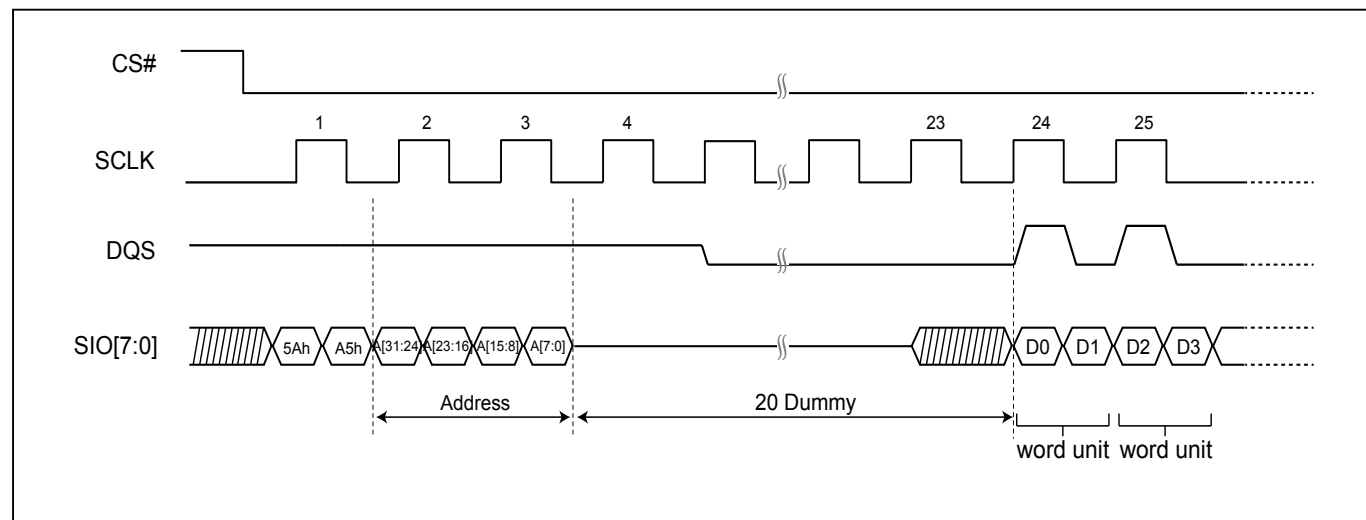 CS#
1 2 3 4 23 24 25
SCLK
DQS
SIO[7:0]
5Ah A5h A[31:24] A[23:16] A[15:8] A[7:0] D0 D1 D2 D3
Address 20 Dummy
word unit word unit